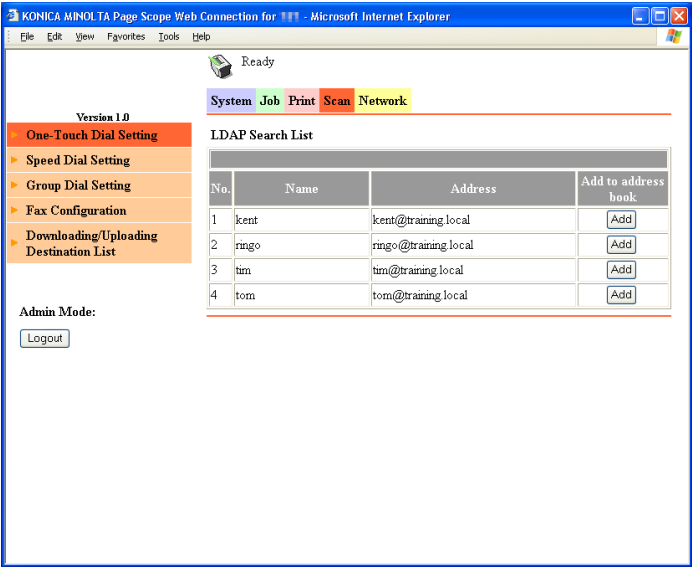 KONICA MINOLTA Page Scope Web Connection for - Microsoft Internet Explorer
File Edit View Favorites Tools Help
Ready
System Job Print Scan Network
Version 1.0
One-Touch Dial Setting
Speed Dial Setting
Group Dial Setting
Fax Configuration
Downloading/Uploading
Destination List
Admin Mode:
Logout
LDAP Search List
No. Name Address Add to address
book
1 kent kent@training.local Add
2 ringo ringo@training.local Add
3 tim tim@training.local Add
4 tom tom@training.local Add